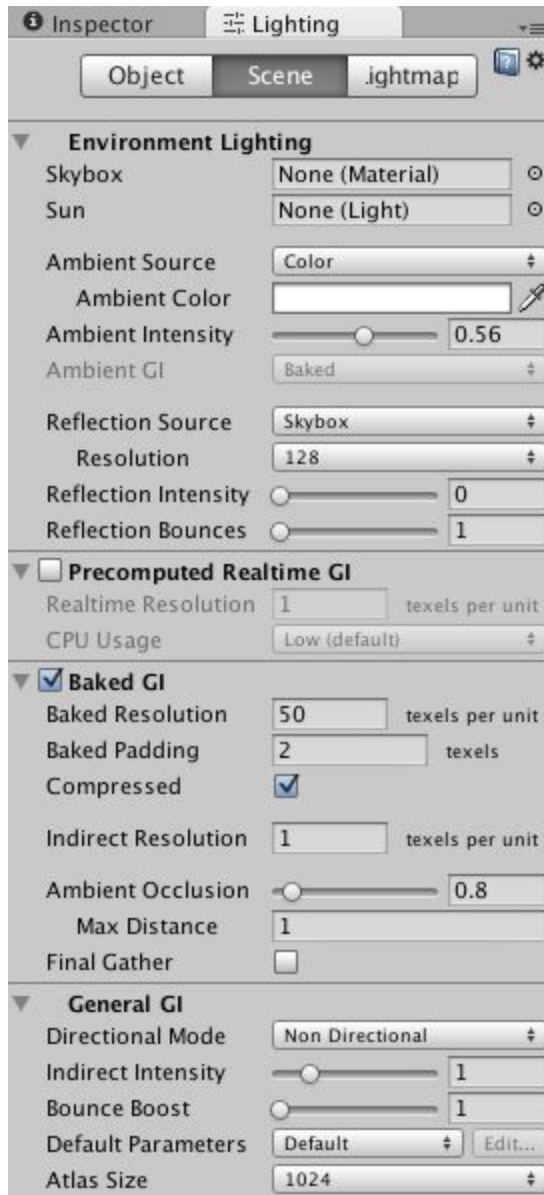 Inspector Lighting
Object Scene .ightmap
Environment Lighting
Skybox None (Material)
Sun None (Light)
Ambient Source Color
Ambient Color
Ambient Intensity 0.56
Ambient GI Baked
Reflection Source Skybox
Resolution 128
Reflection Intensity 0
Reflection Bounces 1
Precomputed Realtime GI
Realtime Resolution 1 texels per unit
CPU Usage Low (default)
Baked GI
Baked Resolution 50 texels per unit
Baked Padding 2 texels
Compressed
Indirect Resolution 1 texels per unit
Ambient Occlusion 0.8
Max Distance 1
Final Gather
General GI
Directional Mode Non Directional
Indirect Intensity 1
Bounce Boost 1
Default Parameters Default Edit...
Atlas Size 1024